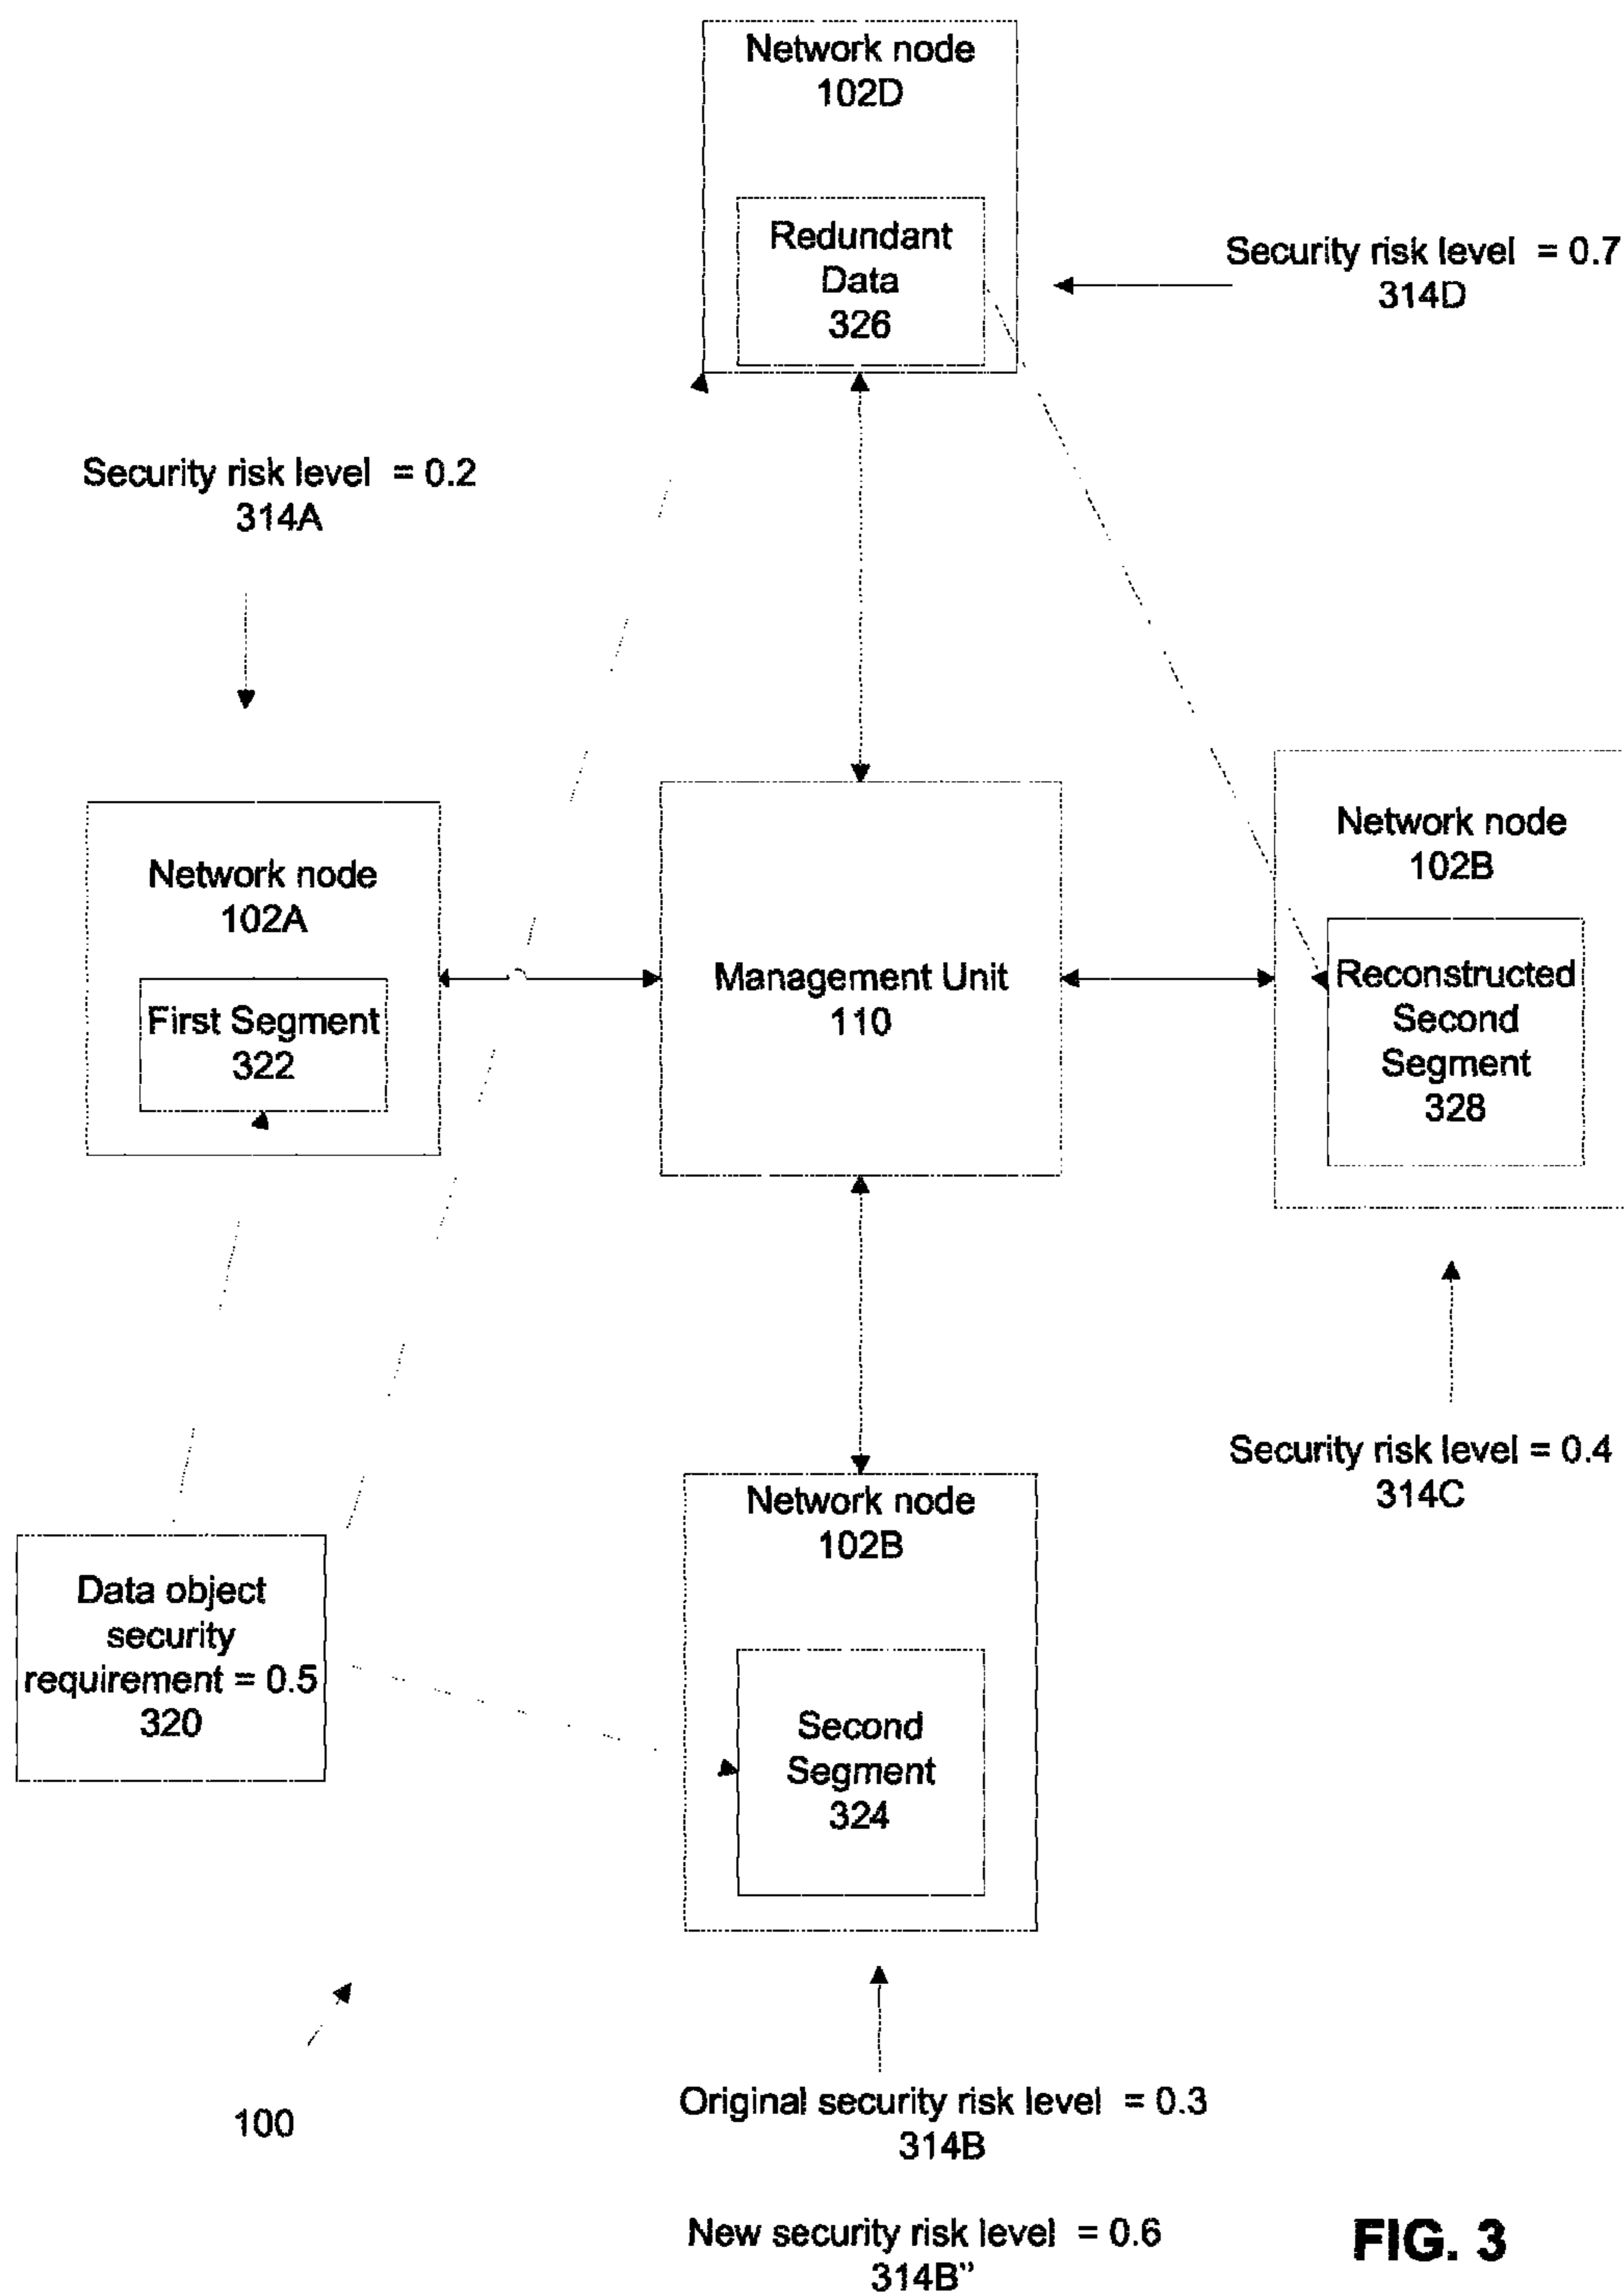 Network node
102D
Redundant
Data
326
Security risk level = 0.7
314D
Security risk level = 0.2
314A
Network node
102A
First Segment
322
Management Unit
110
Network node
102B
Reconstructed
Second
Segment
328
Security risk level = 0.4
314C
Data object
security
requirement = 0.5
320
Network node
102B
Second
Segment
324
100
Original security risk level = 0.3
314B
New security risk level = 0.6
314B”
FIG. 3